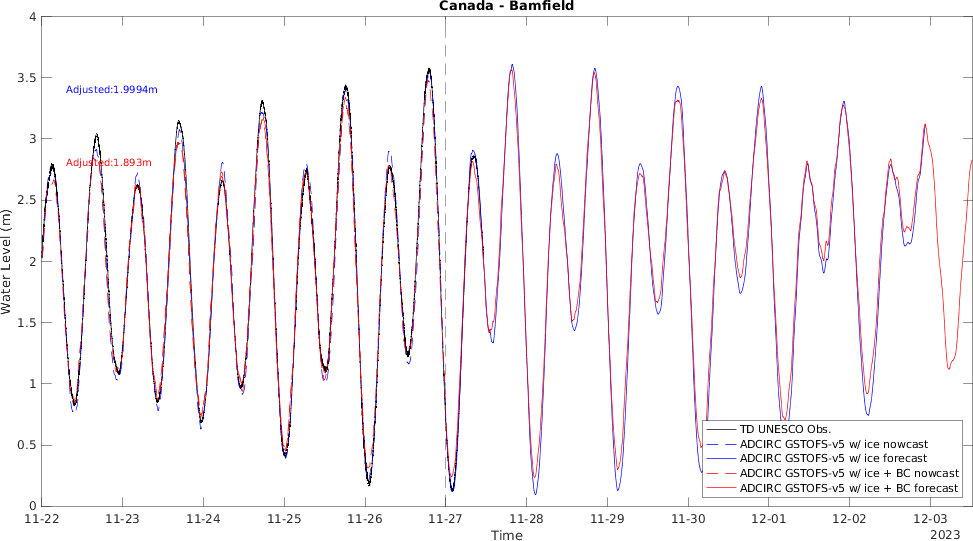 Canada - Bamfield
4
3.5
3
2.5
2
1.5
1
0.5
0
Water Level (m)
Adjusted:1.9994m
Adjusted:1.893m
TD UNESCO Obs.
ADCIRC GSTOFS-v5 w/ ice nowcast
ADCIRC GSTOFS-v5 w/ ice forecast
ADCIRC GSTOFS-v5 w/ ice + BC nowcast
ADCIRC GSTOFS-v5 w/ ice + BC forecast
11-22 11-23 11-24 11-25 11-26 11-27 11-28 11-29 11-30 12-01 12-02 12-03
Time
2023